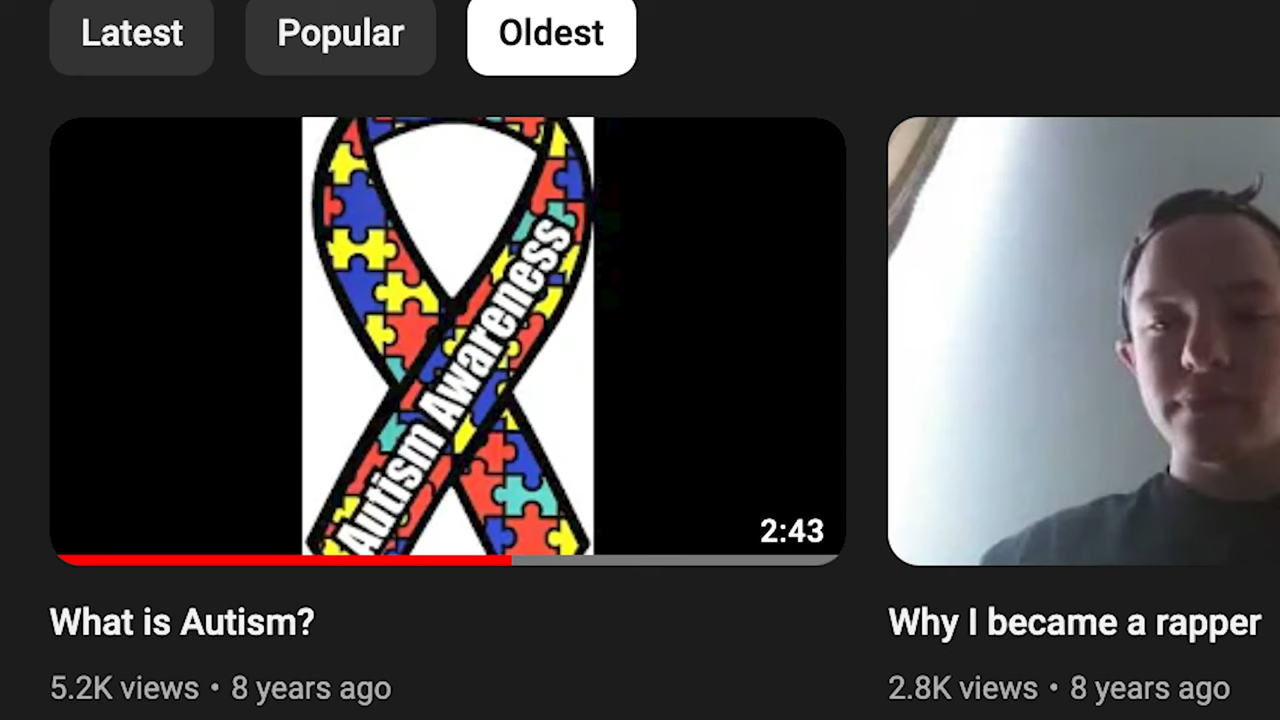 Latest
Popular
Oldest
Autism Awareness
2:43
What is Autism?
5.2K views • 8 years ago
Why I became a rapper
2.8K views • 8 years ago